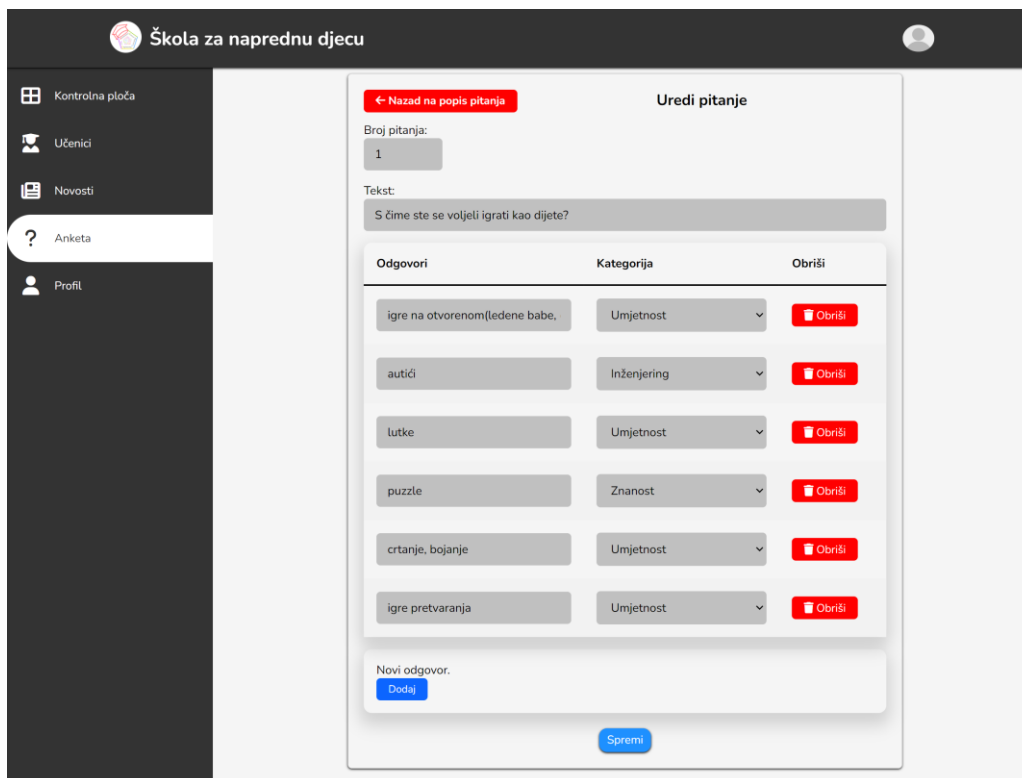 Škola za naprednu djecu
Kontrolna ploča
Učenici
Novosti
Anketa
Profil
← Nazad na popis pitanja
Uredi pitanje
Broj pitanja:
1
Tekst:
S čime ste se voljeli igrati kao dijete?
Odgovori Kategorija Obriši
igre na otvorenom(ledene babe, Umjetnost Obriši
autići Inženjering Obriši
lutke Umjetnost Obriši
puzzle Znanost Obriši
crtanje, bojanje Umjetnost Obriši
igre pretvaranja Umjetnost Obriši
Novi odgovor.
Dodaj
Spremi